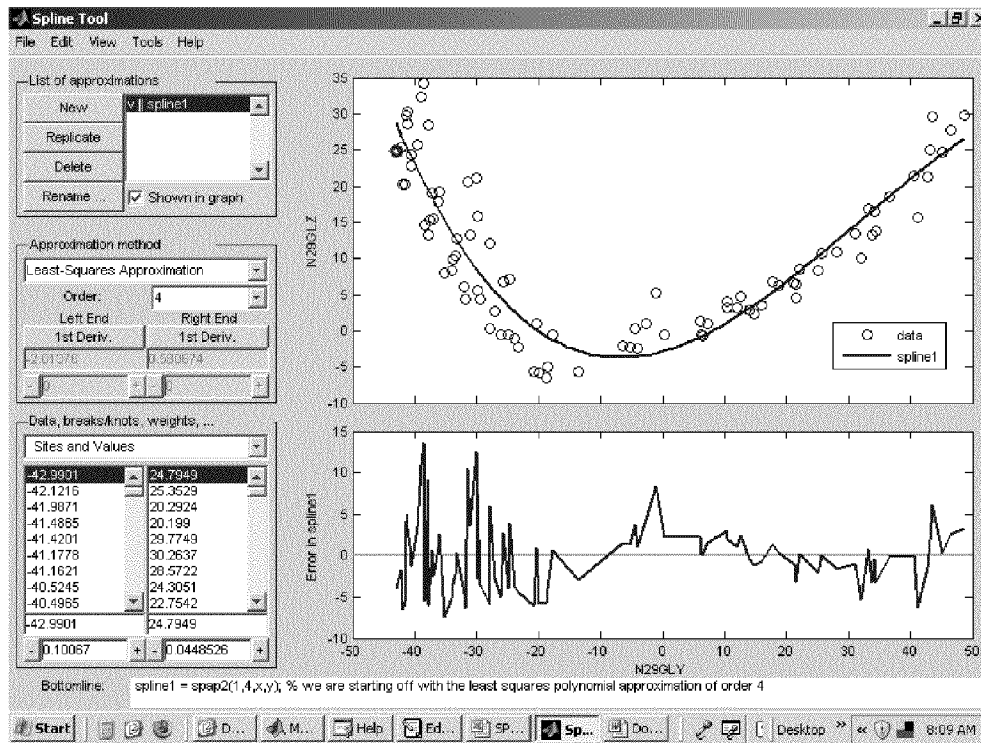 Spline Tool
File Edit View Tools Help
List of approximations
New
Replicate
Delete
Rename ...
v || spline1
Shown in graph
Approximation method
Least-Squares Approximation
Order: 4
Left End Right End
1st Deriv. 1st Deriv.
0 0
Data, breaks/knots, weights, ...
Sites and Values
-42.9901 24.7949
-42.1216 25.3529
-41.9871 20.2924
-41.4865 20.199
-41.4201 29.7749
-41.1778 30.2637
-41.1621 28.5722
-40.5245 24.3051
-40.4965 22.7542
-42.9901 24.7949
- 0.10067 + - 0.0448526 +
35
30
25
20
15
10
5
0
-5
-10
N29GLZ
data
spline1
15
10
5
0
-5
-10
Error in spline1
-50 -40 -30 -20 -10 0 10 20 30 40 50
N29GLY
Bottomline: spline1 = spap2(1,4,x,y); % we are starting off with the least squares polynomial approximation of order 4
Start D... M... Help Ed... SP... Sp... Do... Desktop » « 8:09 AM